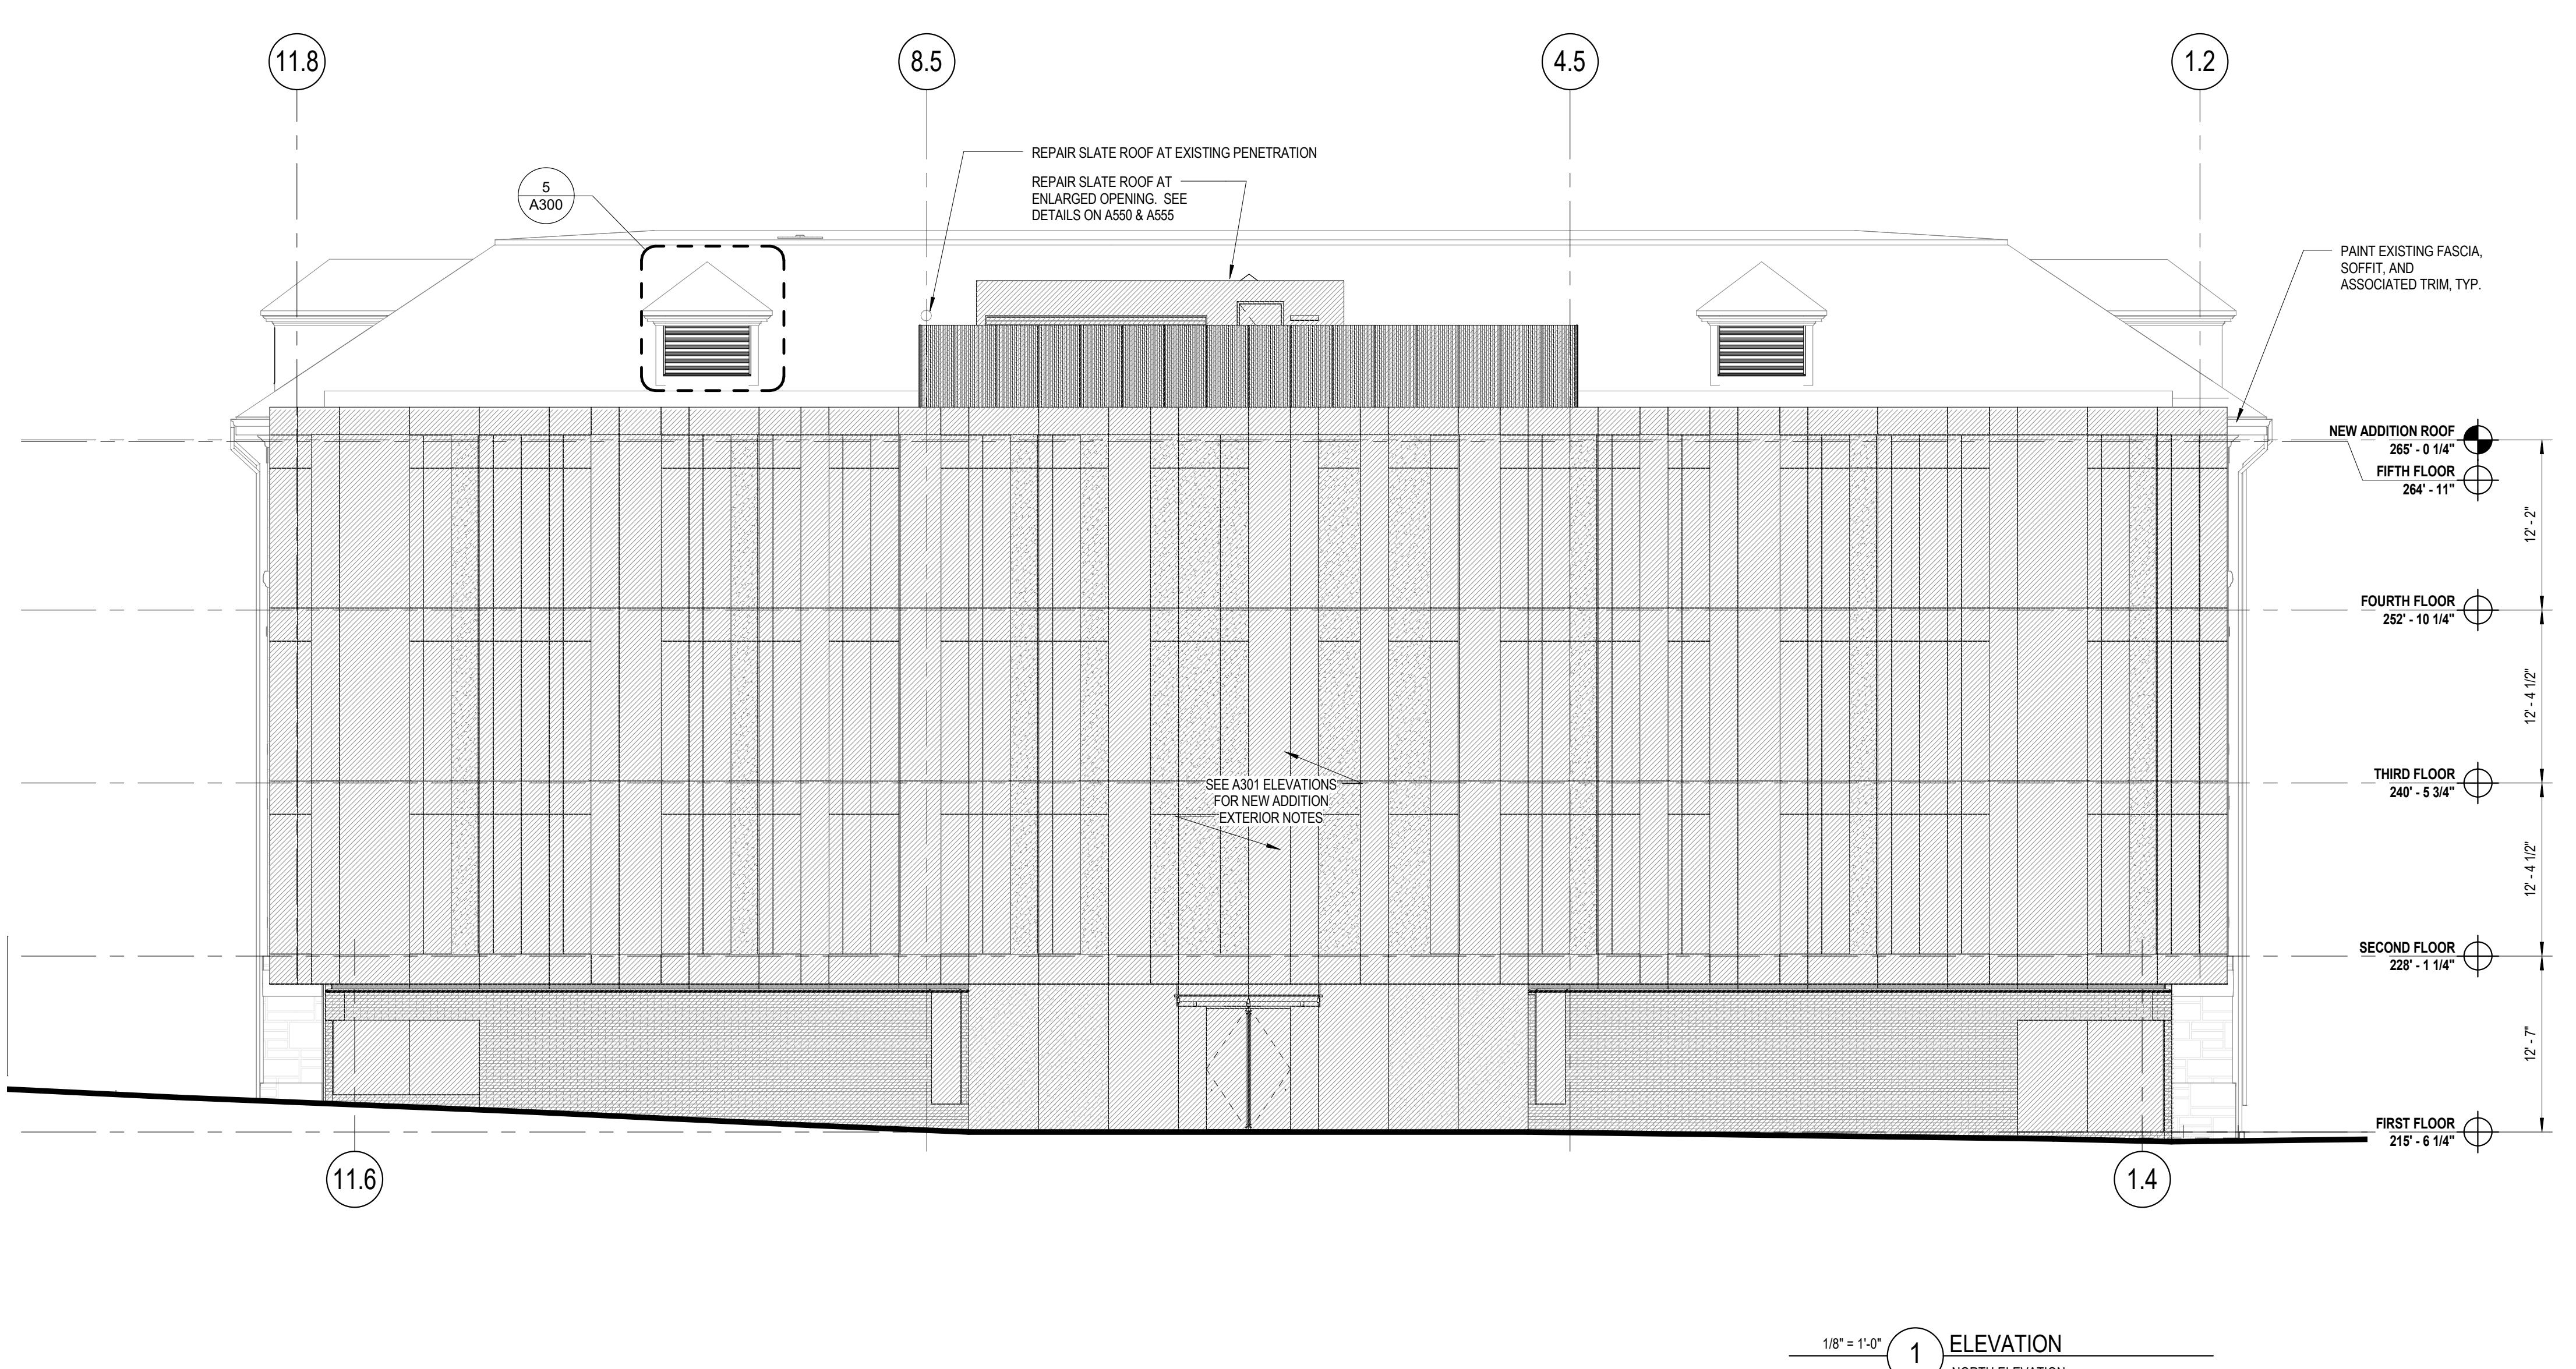 11.8
8.5
4.5
1.2
REPAIR SLATE ROOF AT EXISTING PENETRATION
5
A300
REPAIR SLATE ROOF AT
ENLARGED OPENING. SEE
DETAILS ON A550 & A555
PAINT EXISTING FASCIA,
SOFFIT, AND
ASSOCIATED TRIM, TYP.
NEW ADDITION ROOF
265' - 0 1/4"
FIFTH FLOOR
264' - 11"
12' - 2"
FOURTH FLOOR
252' - 10 1/4"
12' - 4 1/2"
THIRD FLOOR
240' - 5 3/4"
SEE A301 ELEVATIONS
FOR NEW ADDITION
EXTERIOR NOTES
12' - 4 1/2"
SECOND FLOOR
228' - 1 1/4"
12' - 7"
FIRST FLOOR
215' - 6 1/4"
11.6
1.4
1/8" = 1'-0"
1
ELEVATION
NORTH ELEVATION